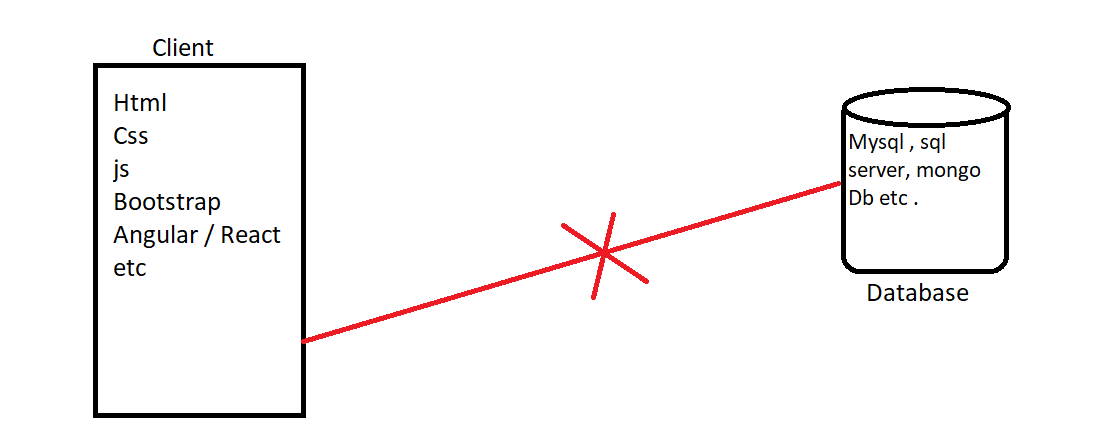 Client
Html
Css
js
Bootstrap
Angular / React
etc
Mysql , sql
server, mongo
Db etc .
Database